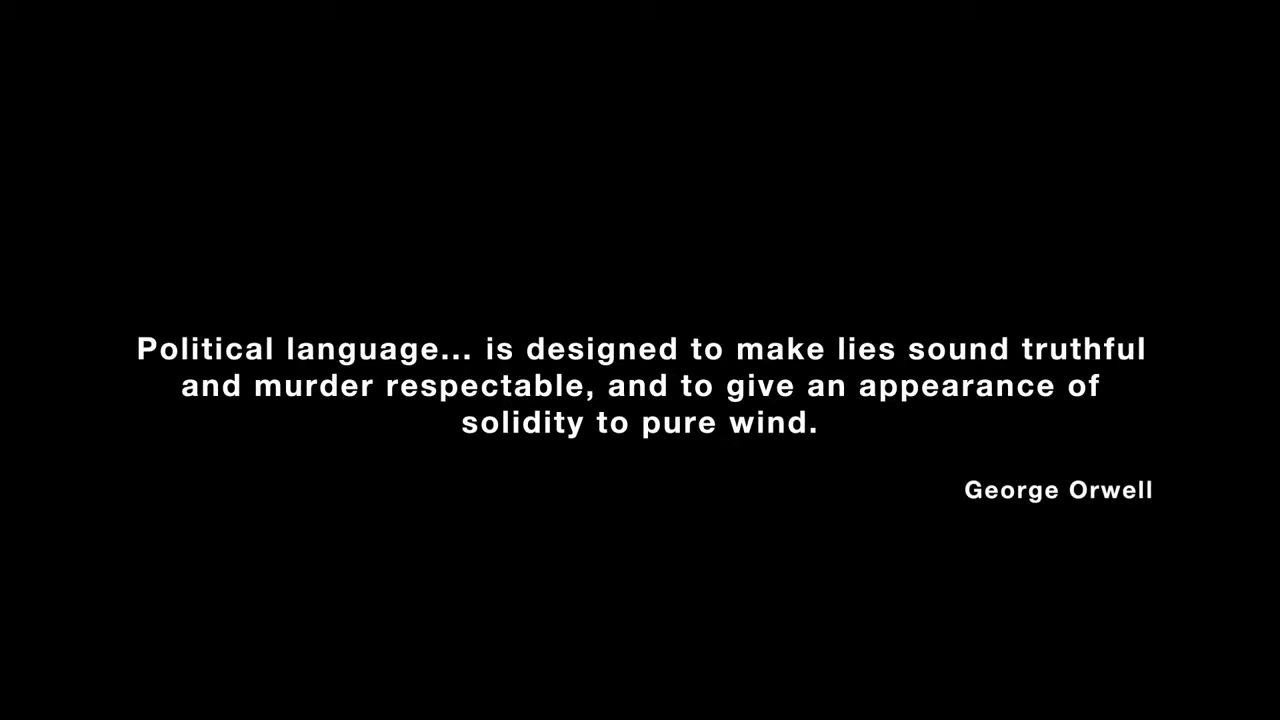 Political language... is designed to make lies sound truthful
and murder respectable, and to give an appearance of
solidity to pure wind.
George Orwell